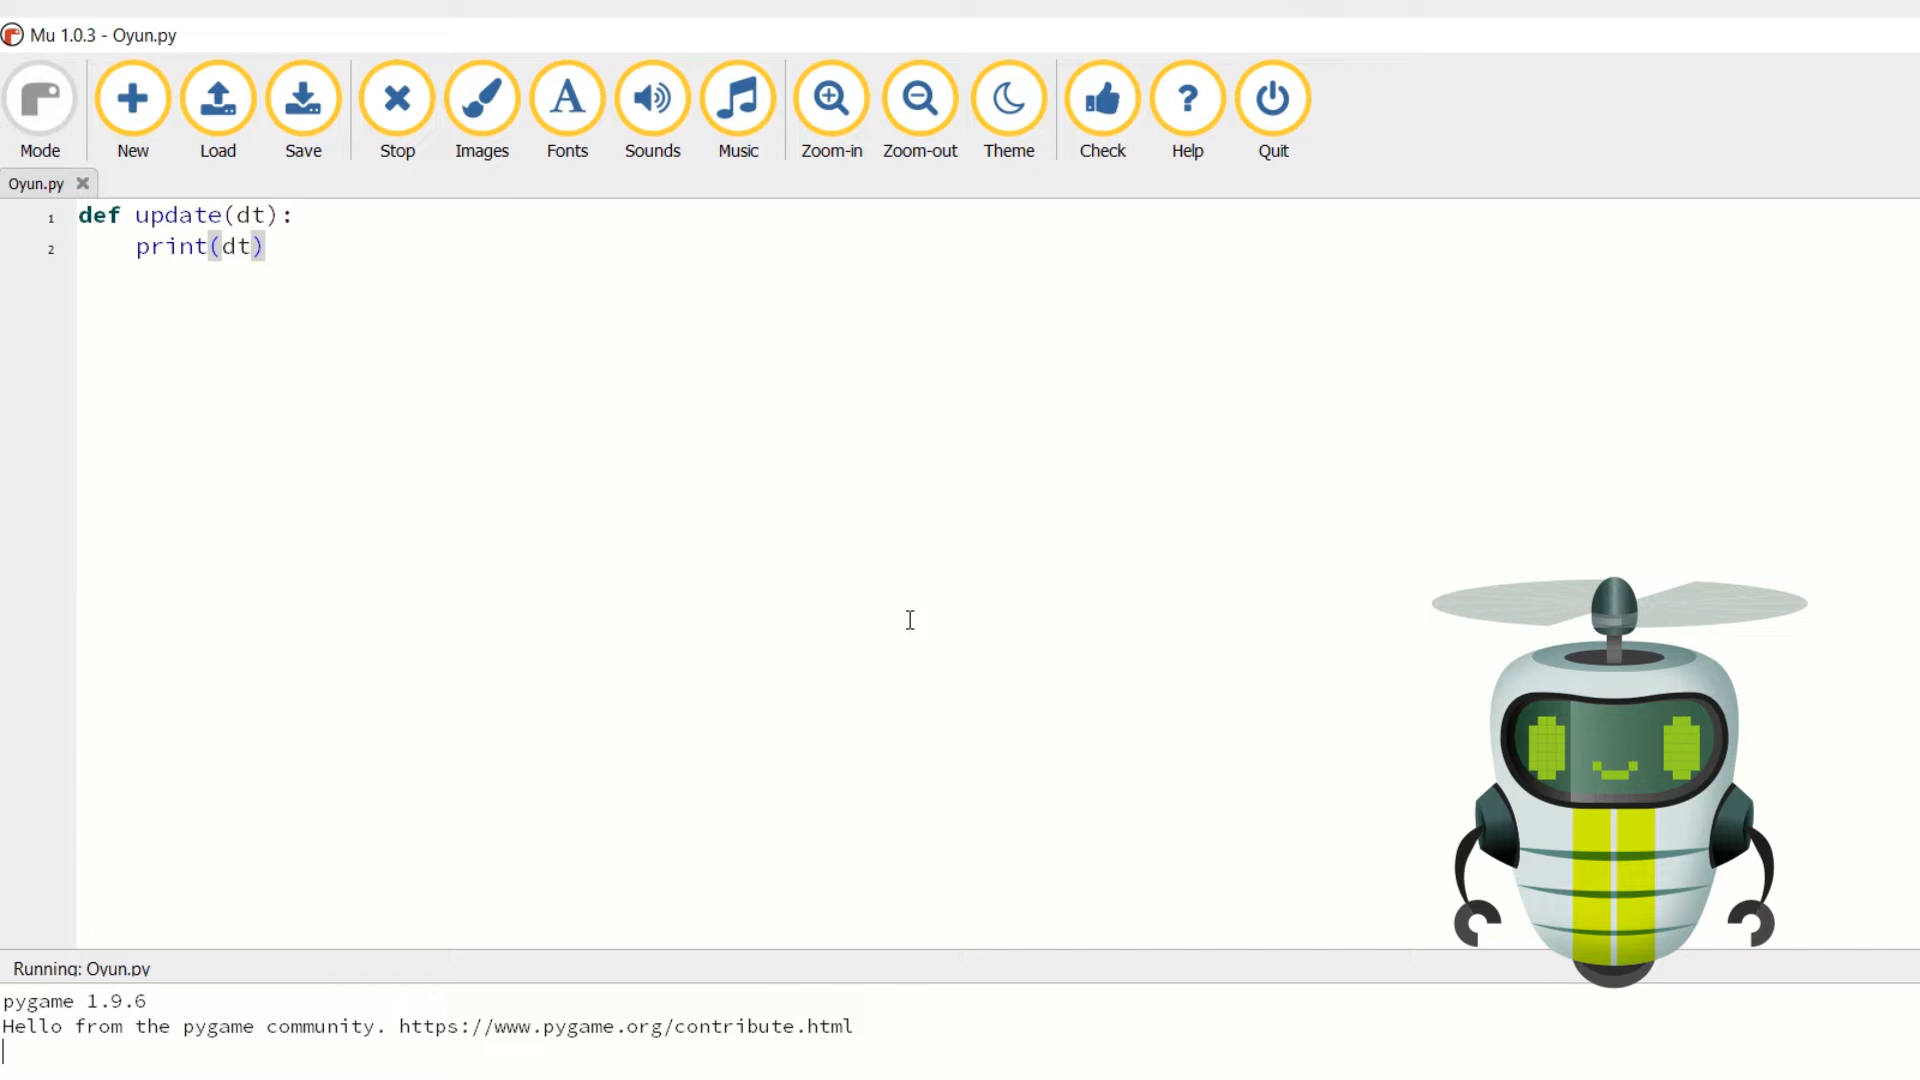 Mu 1.0.3 - Oyun.py
Mode New Load Save Stop Images Fonts Sounds Music Zoom-in Zoom-out Theme Check Help Quit
Oyun.py
1 def update(dt):
2 print(dt)
Running: Oyun.py
pygame 1.9.6
Hello from the pygame community. https://www.pygame.org/contribute.html